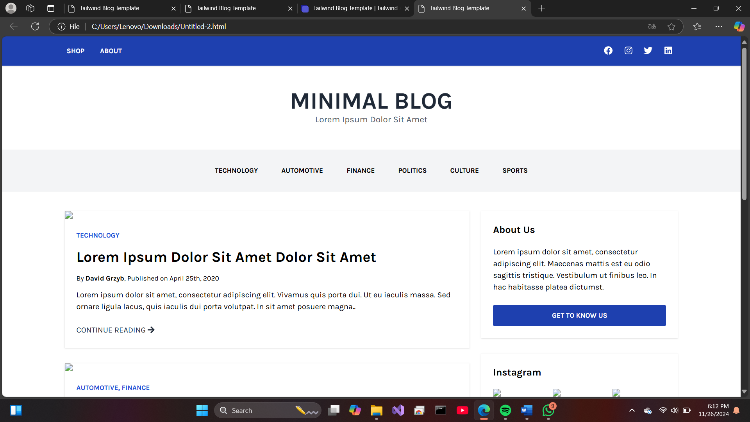 Tailwind Blog Template
Tailwind Blog Template
Tailwind Blog Template | Tailwind
Tailwind Blog Template
File
C:/Users/Lenovo/Downloads/Untitled-2.html
SHOP
ABOUT
MINIMAL BLOG
Lorem Ipsum Dolor Sit Amet
TECHNOLOGY
AUTOMOTIVE
FINANCE
POLITICS
CULTURE
SPORTS
TECHNOLOGY
Lorem Ipsum Dolor Sit Amet Dolor Sit Amet
By David Grzyb, Published on April 25th, 2020
Lorem ipsum dolor sit amet, consectetur adipiscing elit. Vivamus quis porta dui. Ut eu iaculis massa. Sed
ornare ligula lacus, quis iaculis dui porta volutpat. In sit amet posuere magna..
CONTINUE READING
AUTOMOTIVE, FINANCE
About Us
Lorem ipsum dolor sit amet, consectetur
adipiscing elit. Maecenas mattis est eu odio
sagittis tristique. Vestibulum ut finibus leo. In
hac habitasse platea dictumst.
GET TO KNOW US
Instagram
Search
6:12 PM
11/26/2024